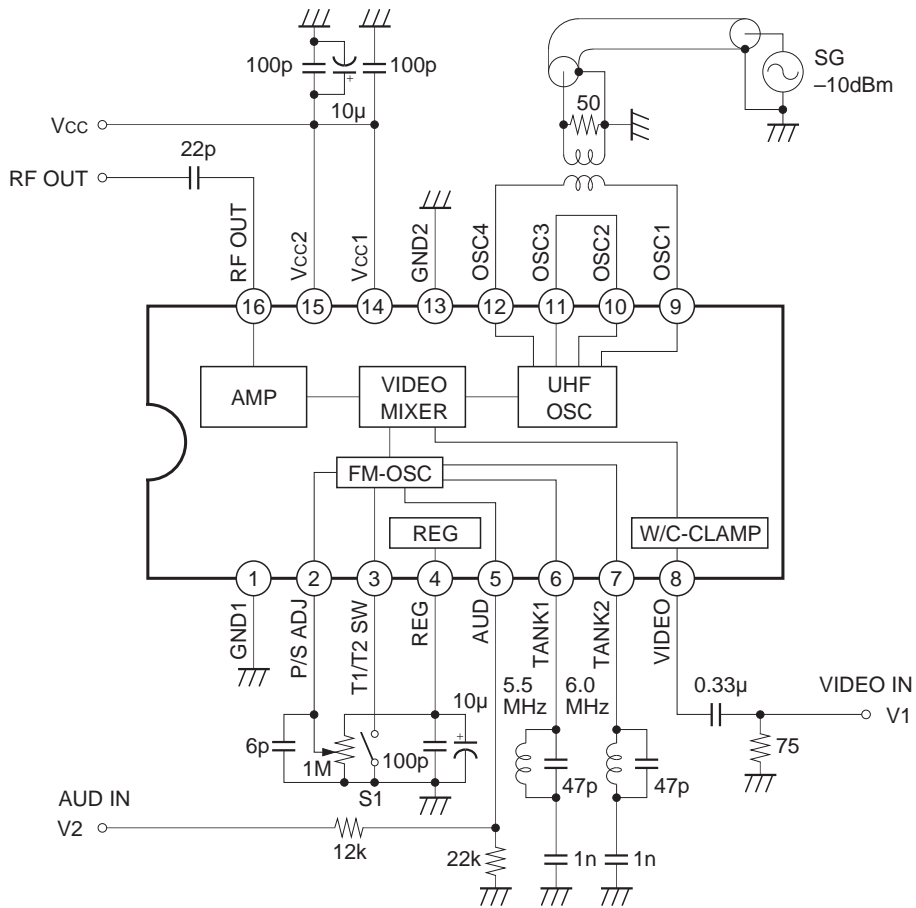 100p
10µ
100p
+
SG
–10dBm
50
Vcc
22p
RF OUT
RF OUT
Vcc2
Vcc1
GND2
OSC4
OSC3
OSC2
OSC1
16
15
14
13
12
11
10
9
AMP
VIDEO
MIXER
UHF
OSC
FM-OSC
REG
W/C-CLAMP
1
2
3
4
5
6
7
8
GND1
P/S ADJ
T1/T2 SW
REG
AUD
TANK1
TANK2
VIDEO
5.5
MHz
6.0
MHz
0.33µ
VIDEO IN
V1
75
6p
1M
S1
100p
10µ
+
47p
47p
AUD IN
V2
12k
22k
1n
1n